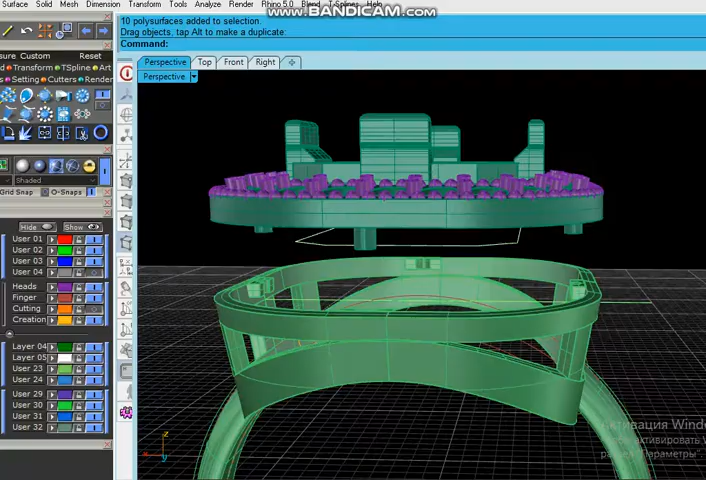 Surface Solid Mesh Dimension Transform Tools Analyze Render Rhino 5.0 Blend T-Splines Help
www.BANDICAM.com
10 polysurfaces added to selection.
Drag objects, tap Alt to make a duplicate:
Command:
sure Custom Reset
Transform TSpline Art
Setting Cutters Render
Perspective Top Front Right
Perspective
Shaded
Grid Snap O-Snaps
Hide Show
User 01
User 02
User 03
User 04
Heads
Finger
Cutting
Creation
Layer 04
Layer 05
User 23
User 24
User 29
User 30
User 31
User 32
z
y